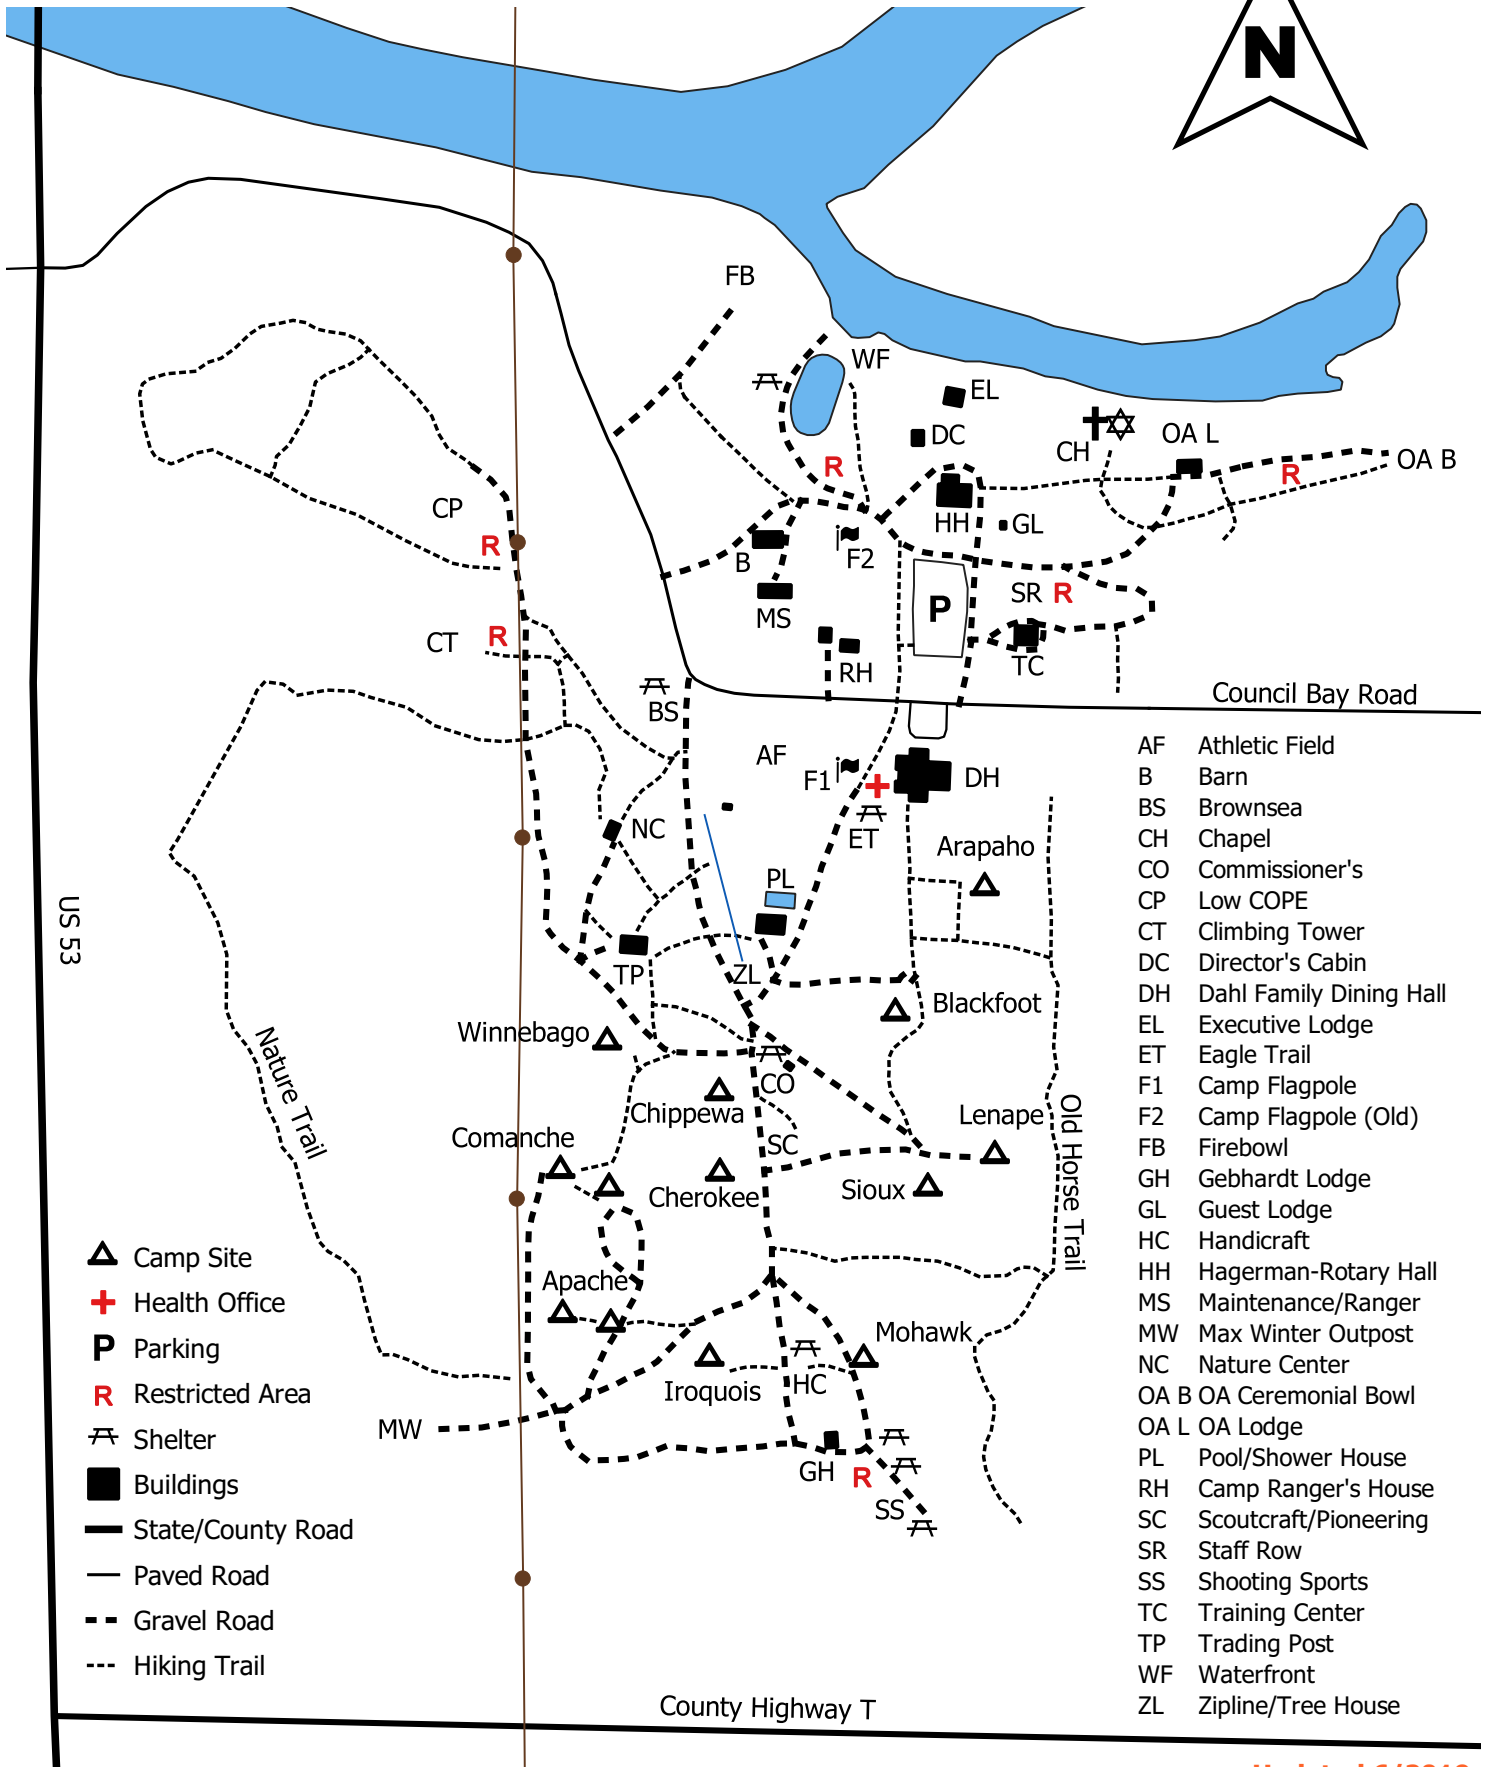 N
FB
WF
EL
DC
CH
OA L
OA B
R
R
CP
HH
GL
R
F2
B
SR R
P
MS
CT
R
RH
TC
Council Bay Road
BS
AF
F1
DH
NC
ET
Arapaho
PL
US 53
TP
ZL
Blackfoot
Winnebago
Nature Trail
CO
Chippewa
Lenape
Old Horse Trail
Comanche
SC
Cherokee
Sioux
Apache
Mohawk
Iroquois
HC
MW
GH
R
SS
County Highway T
Camp Site
Health Office
P Parking
R Restricted Area
Shelter
Buildings
State/County Road
Paved Road
Gravel Road
Hiking Trail
AF Athletic Field
B Barn
BS Brownsea
CH Chapel
CO Commissioner's
CP Low COPE
CT Climbing Tower
DC Director's Cabin
DH Dahl Family Dining Hall
EL Executive Lodge
ET Eagle Trail
F1 Camp Flagpole
F2 Camp Flagpole (Old)
FB Firebowl
GH Gebhardt Lodge
GL Guest Lodge
HC Handicraft
HH Hagerman-Rotary Hall
MS Maintenance/Ranger
MW Max Winter Outpost
NC Nature Center
OA B OA Ceremonial Bowl
OA L OA Lodge
PL Pool/Shower House
RH Camp Ranger's House
SC Scoutcraft/Pioneering
SR Staff Row
SS Shooting Sports
TC Training Center
TP Trading Post
WF Waterfront
ZL Zipline/Tree House